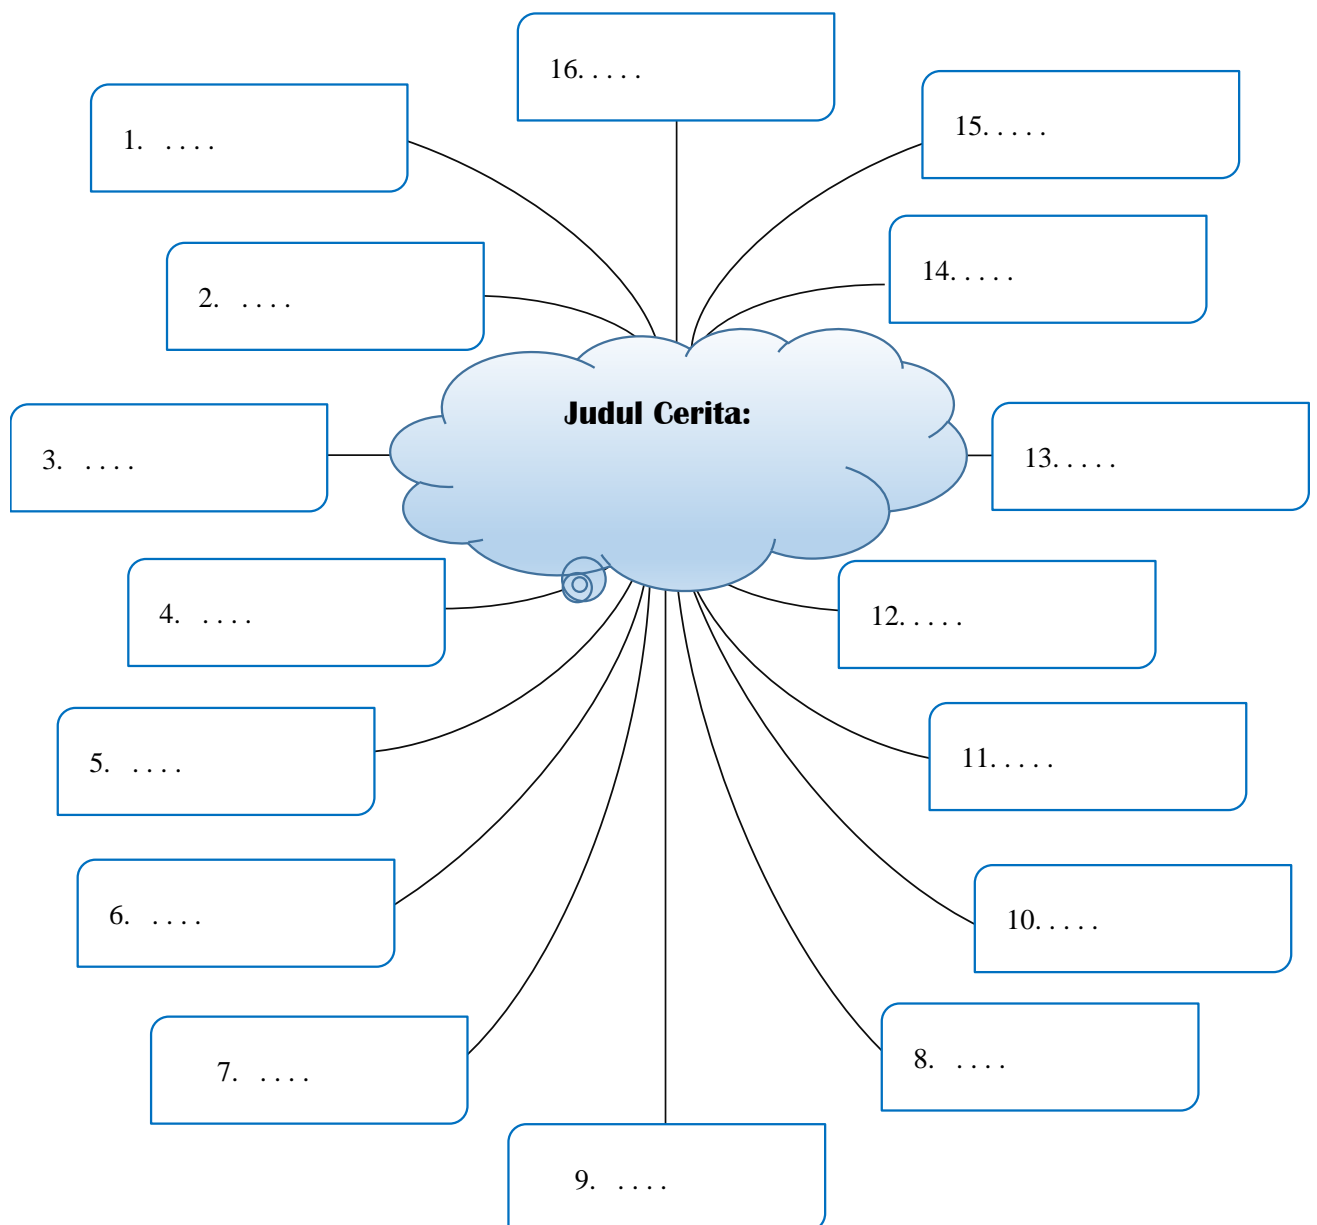 16. . . . .
1. . . . .
15. . . . .
2. . . . .
14. . . . .
Judul Cerita:
3. . . . .
13. . . . .
4. . . . .
12. . . . .
5. . . . .
11. . . . .
6. . . . .
10. . . . .
7. . . . .
8. . . . .
9. . . . .